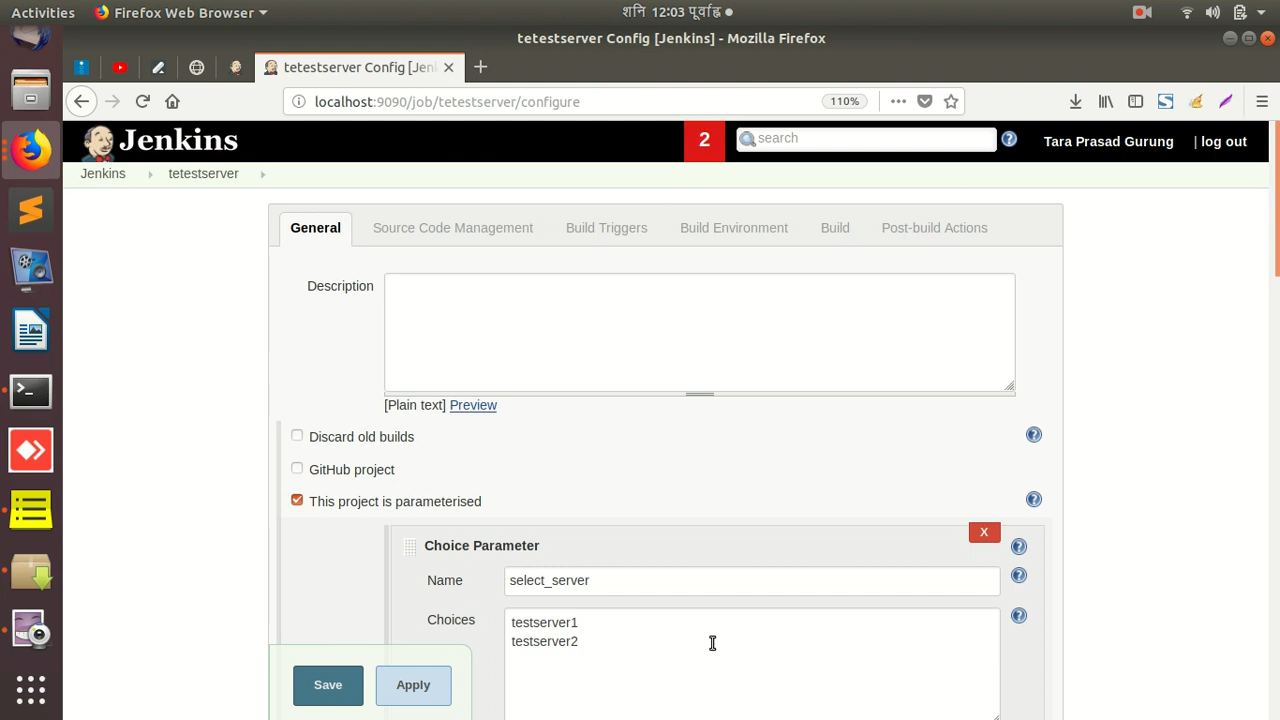 Activities
Firefox Web Browser
शनि 12:03 पूर्वाह्न
tetestserver Config [Jenkins] - Mozilla Firefox
tetestserver Config [Jen
localhost:9090/job/tetestserver/configure
110%
Jenkins
2
search
Tara Prasad Gurung
| log out
Jenkins
tetestserver
General
Source Code Management
Build Triggers
Build Environment
Build
Post-build Actions
Description
[Plain text] Preview
Discard old builds
GitHub project
This project is parameterised
X
Choice Parameter
Name
select_server
Choices
testserver1
testserver2
Save
Apply